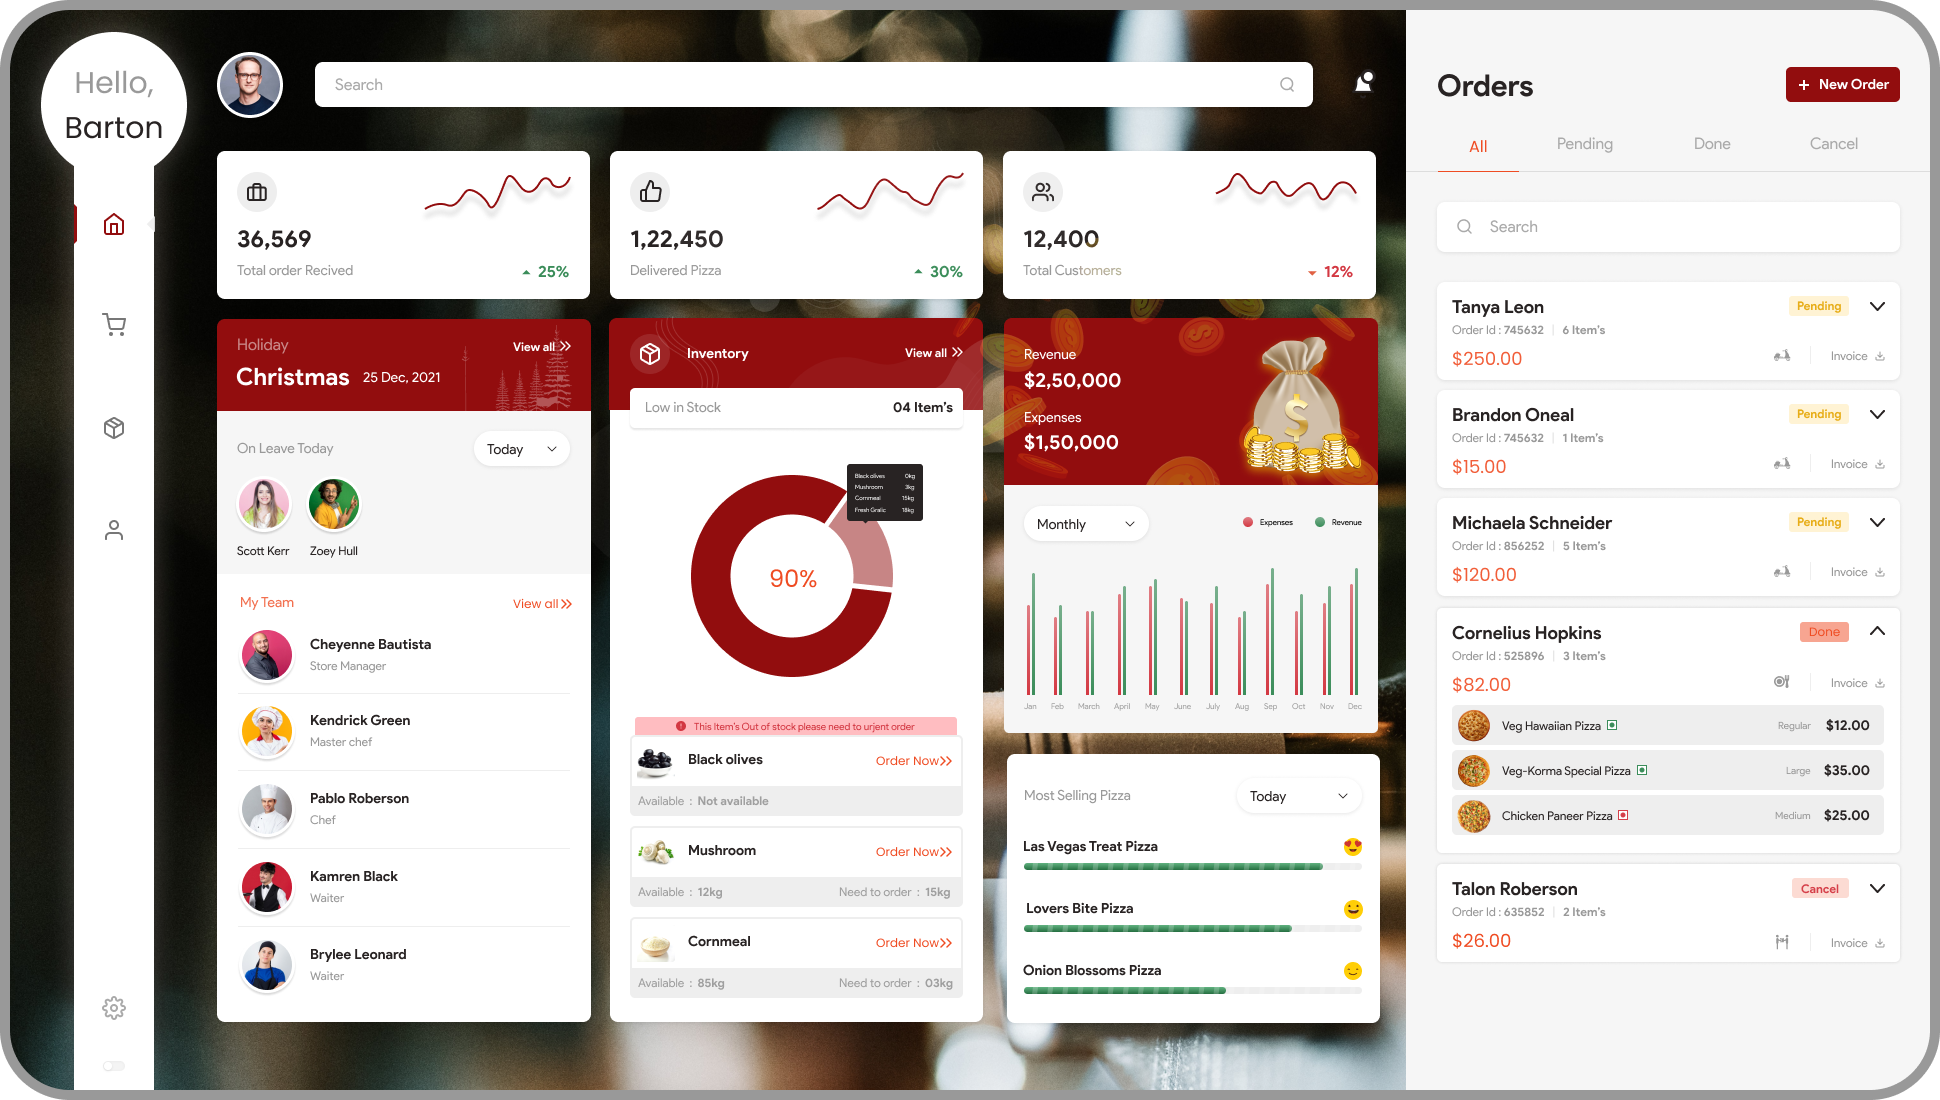 Hello,
Barton
Search
36,569
Total order Recived
25%
1,22,450
Delivered Pizza
30%
12,400
Total Customers
12%
Holiday
View all
Christmas 25 Dec, 2021
On Leave Today
Today
Scott Kerr
Zoey Hull
My Team
View all
Cheyenne Bautista
Store Manager
Kendrick Green
Master chef
Pablo Roberson
Chef
Kamren Black
Waiter
Brylee Leonard
Waiter
Inventory
View all
Low in Stock 04 Item's
Black olives 0kg
Mushroom 3kg
Cornmeal 15kg
Fresh Gralic 18kg
90%
This Item's Out of stock please need to urjent order
Black olives
Order Now
Available : Not available
Mushroom
Order Now
Available : 12kg Need to order : 15kg
Cornmeal
Order Now
Available : 85kg Need to order : 03kg
Revenue
$2,50,000
Expenses
$1,50,000
Monthly
Expenses Revenue
Jan Feb March April May June July Aug Sep Oct Nov Dec
Most Selling Pizza
Today
Las Vegas Treat Pizza
Lovers Bite Pizza
Onion Blossoms Pizza
Orders
+ New Order
All Pending Done Cancel
Search
Tanya Leon
Pending
Order Id : 745632 | 6 Item's
$250.00
Invoice
Brandon Oneal
Pending
Order Id : 745632 | 1 Item's
$15.00
Invoice
Michaela Schneider
Pending
Order Id : 856252 | 5 Item's
$120.00
Invoice
Cornelius Hopkins
Done
Order Id : 525896 | 3 Item's
$82.00
Invoice
Veg Hawaiian Pizza Regular $12.00
Veg-Korma Special Pizza Large $35.00
Chicken Paneer Pizza Medium $25.00
Talon Roberson
Cancel
Order Id : 635852 | 2 Item's
$26.00
Invoice